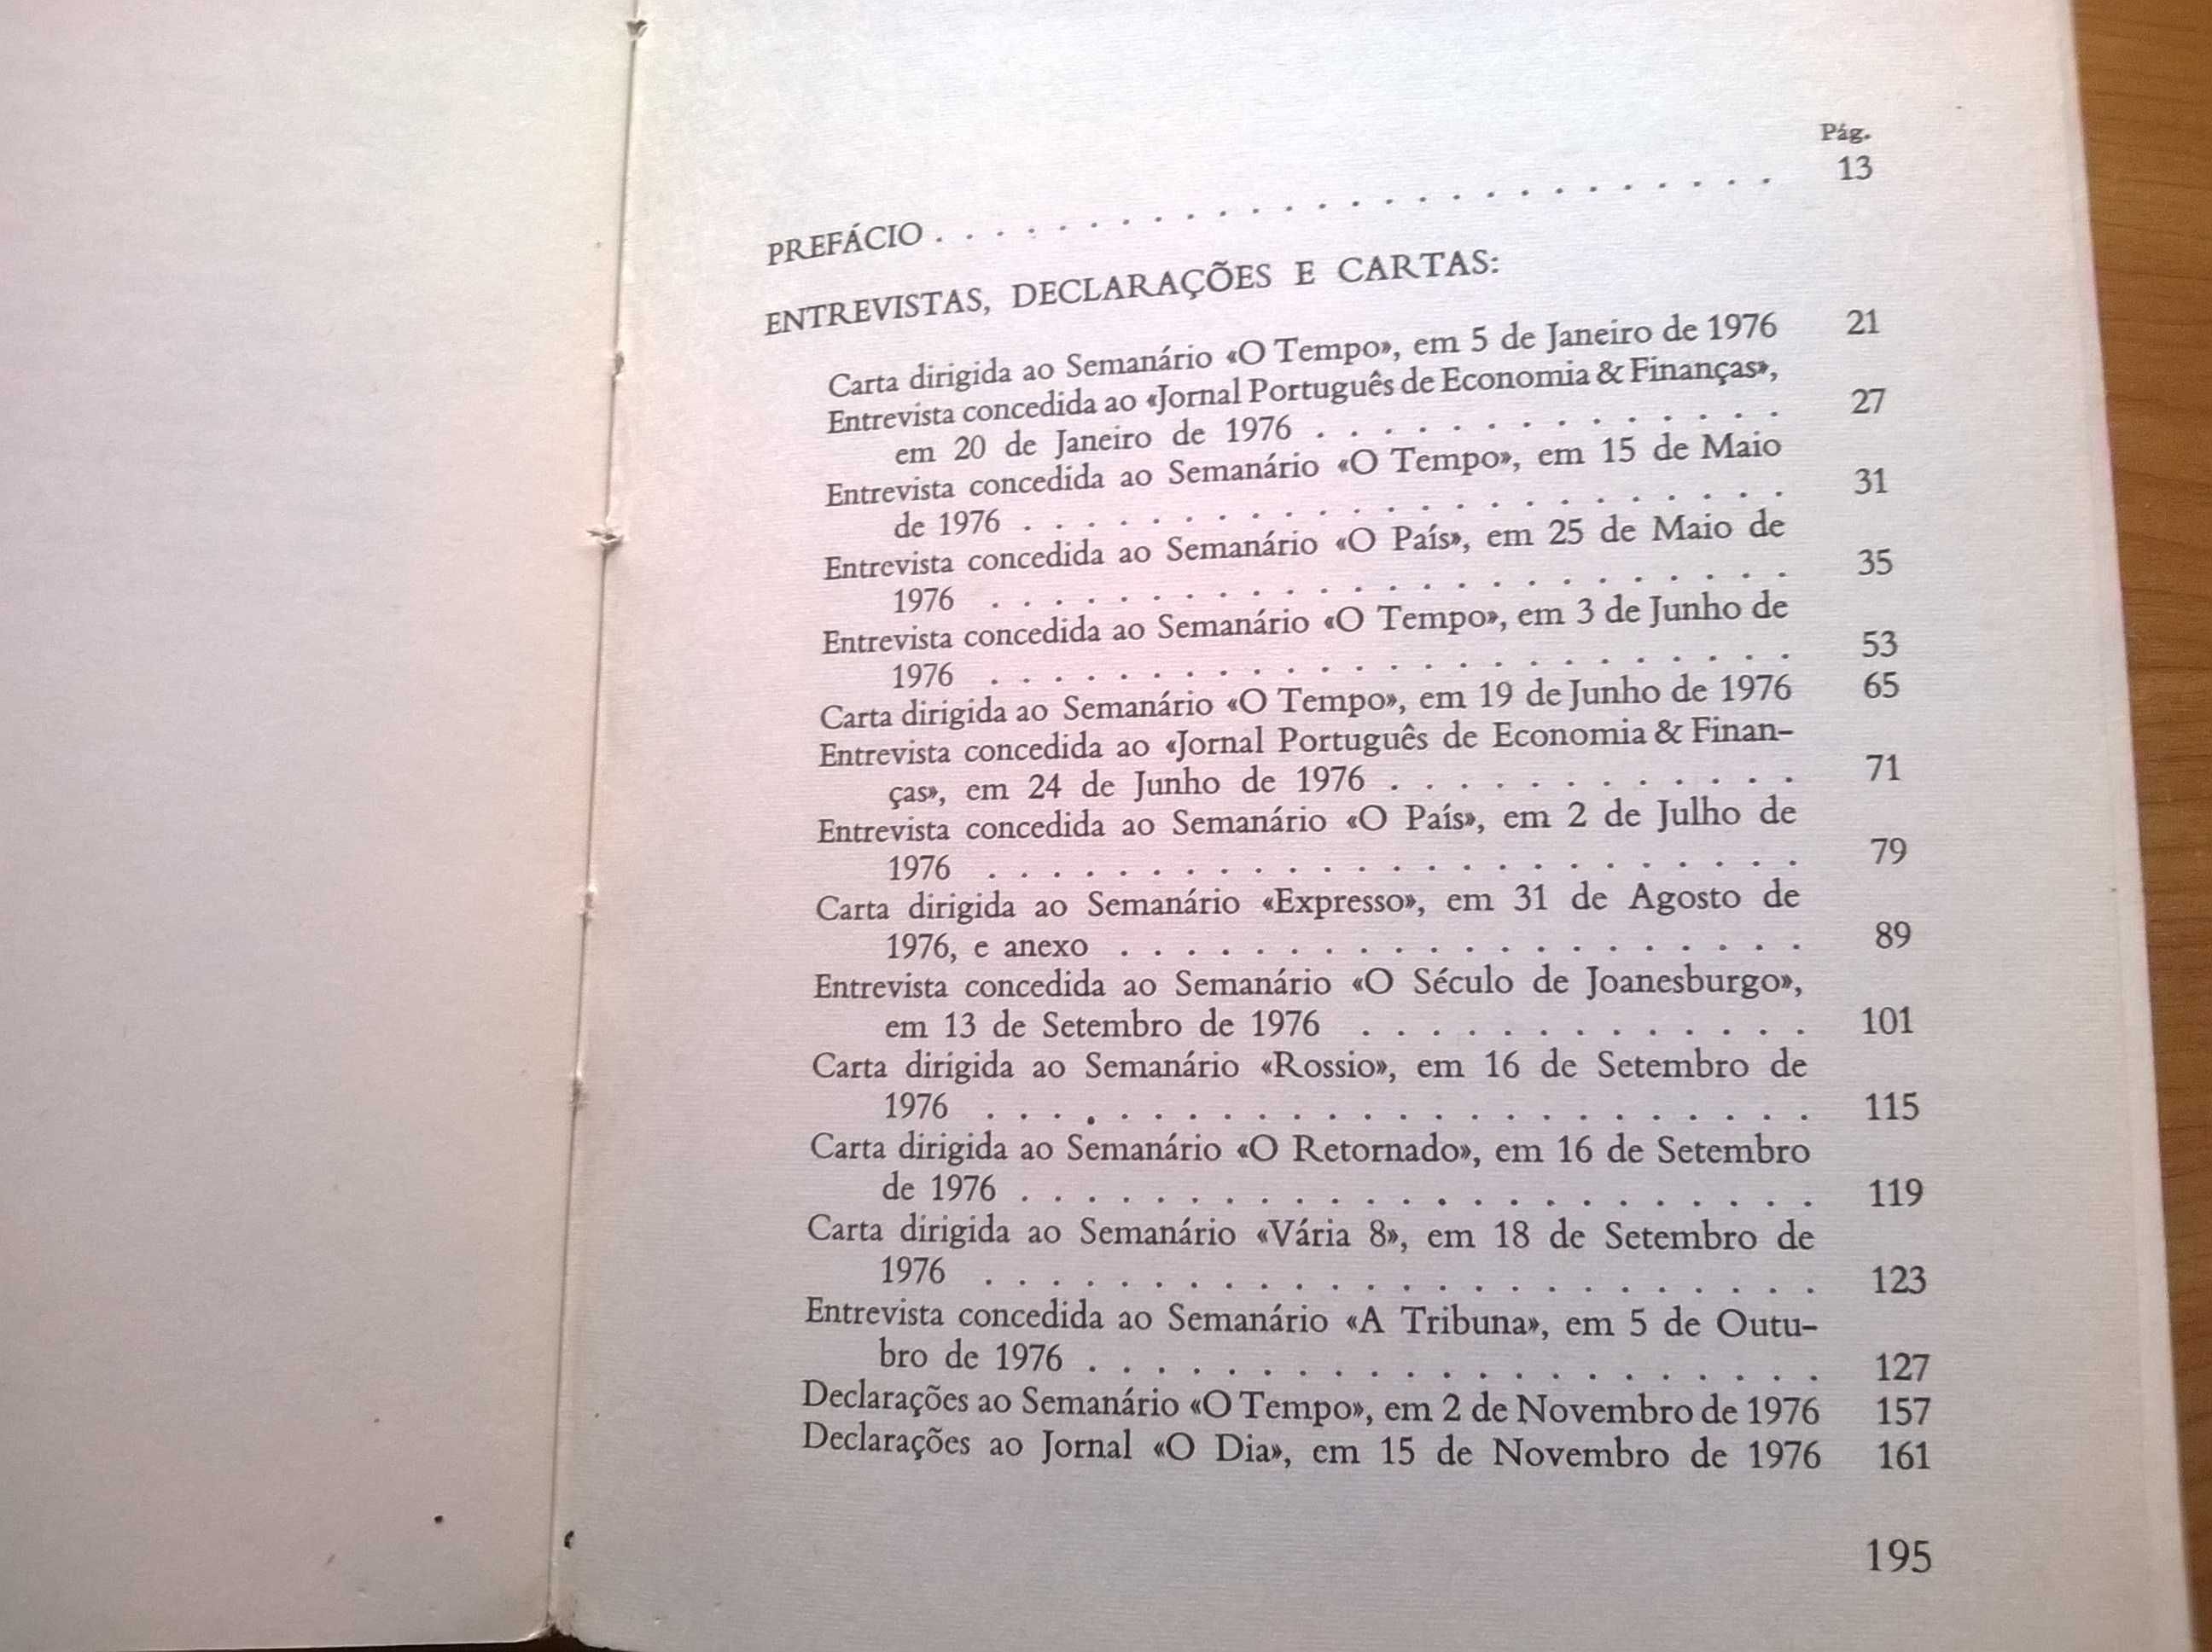 Pág.
PREFÁCIO . . . . . . . . . . . . . . . . . . . . . . . . . . 13
ENTREVISTAS, DECLARAÇÕES E CARTAS:
Carta dirigida ao Semanário «O Tempo», em 5 de Janeiro de 1976 21
Entrevista concedida ao «Jornal Português de Economia & Finanças»,
em 20 de Janeiro de 1976 . . . . . . . . . . . . . . 27
Entrevista concedida ao Semanário «O Tempo», em 15 de Maio
de 1976 . . . . . . . . . . . . . . . . . . . . . . . . 31
Entrevista concedida ao Semanário «O País», em 25 de Maio de
1976 . . . . . . . . . . . . . . . . . . . . . . . . 35
Entrevista concedida ao Semanário «O Tempo», em 3 de Junho de
1976 . . . . . . . . . . . . . . . . . . . . . . . . 53
Carta dirigida ao Semanário «O Tempo», em 19 de Junho de 1976 65
Entrevista concedida ao «Jornal Português de Economia & Finan-
ças», em 24 de Junho de 1976 . . . . . . . . . . . . 71
Entrevista concedida ao Semanário «O País», em 2 de Julho de
1976 . . . . . . . . . . . . . . . . . . . . . . . . 79
Carta dirigida ao Semanário «Expresso», em 31 de Agosto de
1976, e anexo . . . . . . . . . . . . . . . . . . . . 89
Entrevista concedida ao Semanário «O Século de Joanesburgo»,
em 13 de Setembro de 1976 . . . . . . . . . . . . . 101
Carta dirigida ao Semanário «Rossio», em 16 de Setembro de
1976 . . . . . . . . . . . . . . . . . . . . . . . . 115
Carta dirigida ao Semanário «O Retornado», em 16 de Setembro
de 1976 . . . . . . . . . . . . . . . . . . . . . . . 119
Carta dirigida ao Semanário «Vária 8», em 18 de Setembro de
1976 . . . . . . . . . . . . . . . . . . . . . . . . 123
Entrevista concedida ao Semanário «A Tribuna», em 5 de Outu-
bro de 1976 . . . . . . . . . . . . . . . . . . . . . 127
Declarações ao Semanário «O Tempo», em 2 de Novembro de 1976 157
Declarações ao Jornal «O Dia», em 15 de Novembro de 1976 161
195